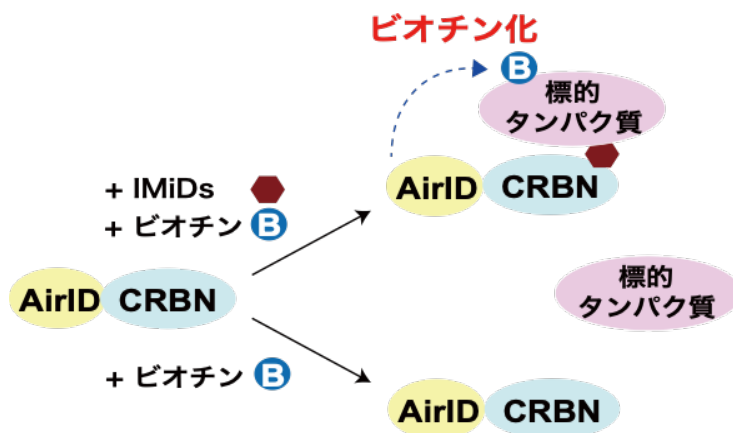 ビオチン化
B
標的
タンパク質
AirID CRBN
+ IMiDs
+ ビオチン B
AirID CRBN
標的
タンパク質
+ ビオチン B
AirID CRBN